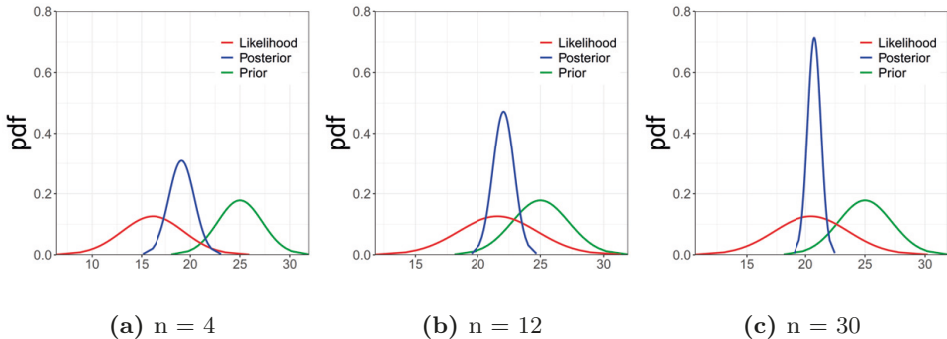 0.8
0.6
0.4
0.2
0.0
pdf
Likelihood
Posterior
Prior
10 15 20 25 30
(a) n = 4
0.8
0.6
0.4
0.2
0.0
pdf
Likelihood
Posterior
Prior
15 20 25 30
(b) n = 12
0.8
0.6
0.4
0.2
0.0
pdf
Likelihood
Posterior
Prior
15 20 25 30
(c) n = 30